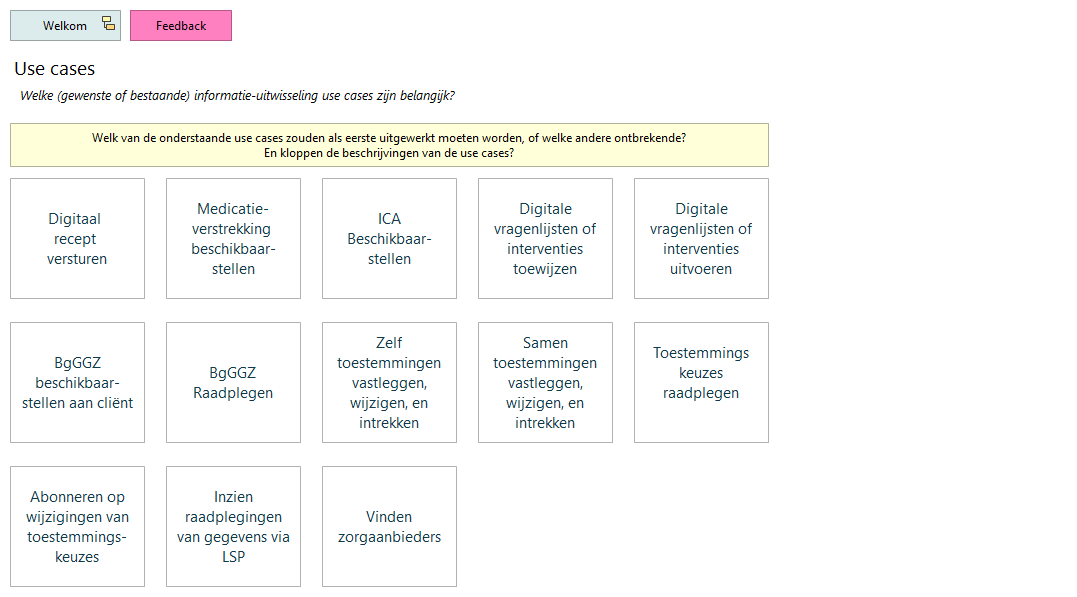 Welkom
Feedback
Use cases
Welke (gewenste of bestaande) informatie-uitwisseling use cases zijn belangijk?
Welk van de onderstaande use cases zouden als eerste uitgewerkt moeten worden, of welke andere ontbrekende?
En kloppen de beschrijvingen van de use cases?
Digitaal
recept
versturen
Medicatie-
verstrekking
beschikbaar-
stellen
ICA
Beschikbaar-
stellen
Digitale
vragenlijsten of
interventies
toewijzen
Digitale
vragenlijsten of
interventies
uitvoeren
BgGGZ
beschikbaar-
stellen aan cliënt
BgGGZ
Raadplegen
Zelf
toestemmingen
vastleggen,
wijzigen, en
intrekken
Samen
toestemmingen
vastleggen,
wijzigen, en
intrekken
Toestemmings
keuzes
raadplegen
Abonneren op
wijzigingen van
toestemmings-
keuzes
Inzien
raadplegingen
van gegevens via
LSP
Vinden
zorgaanbieders